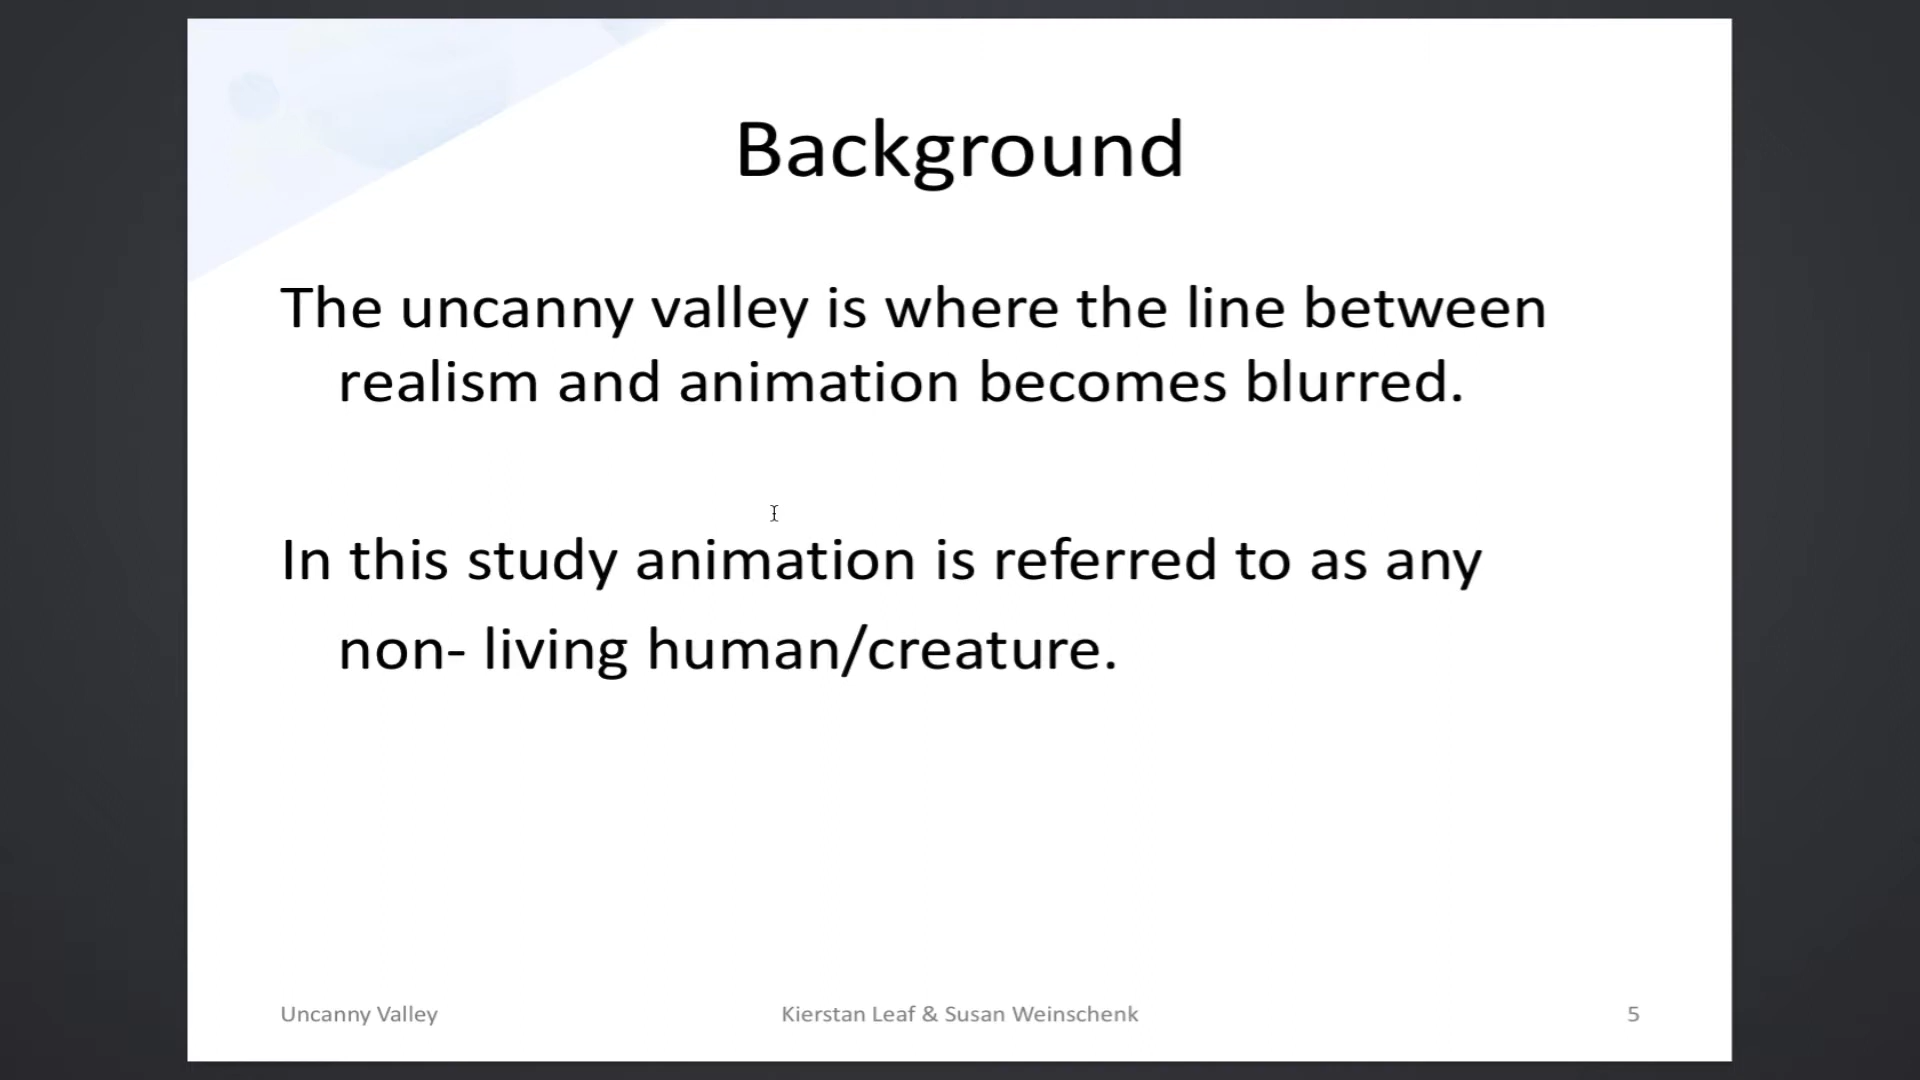 Background
The uncanny valley is where the line between
realism and animation becomes blurred.
In this study animation is referred to as any
non- living human/creature.
Uncanny Valley
Kierstan Leaf & Susan Weinschenk
5